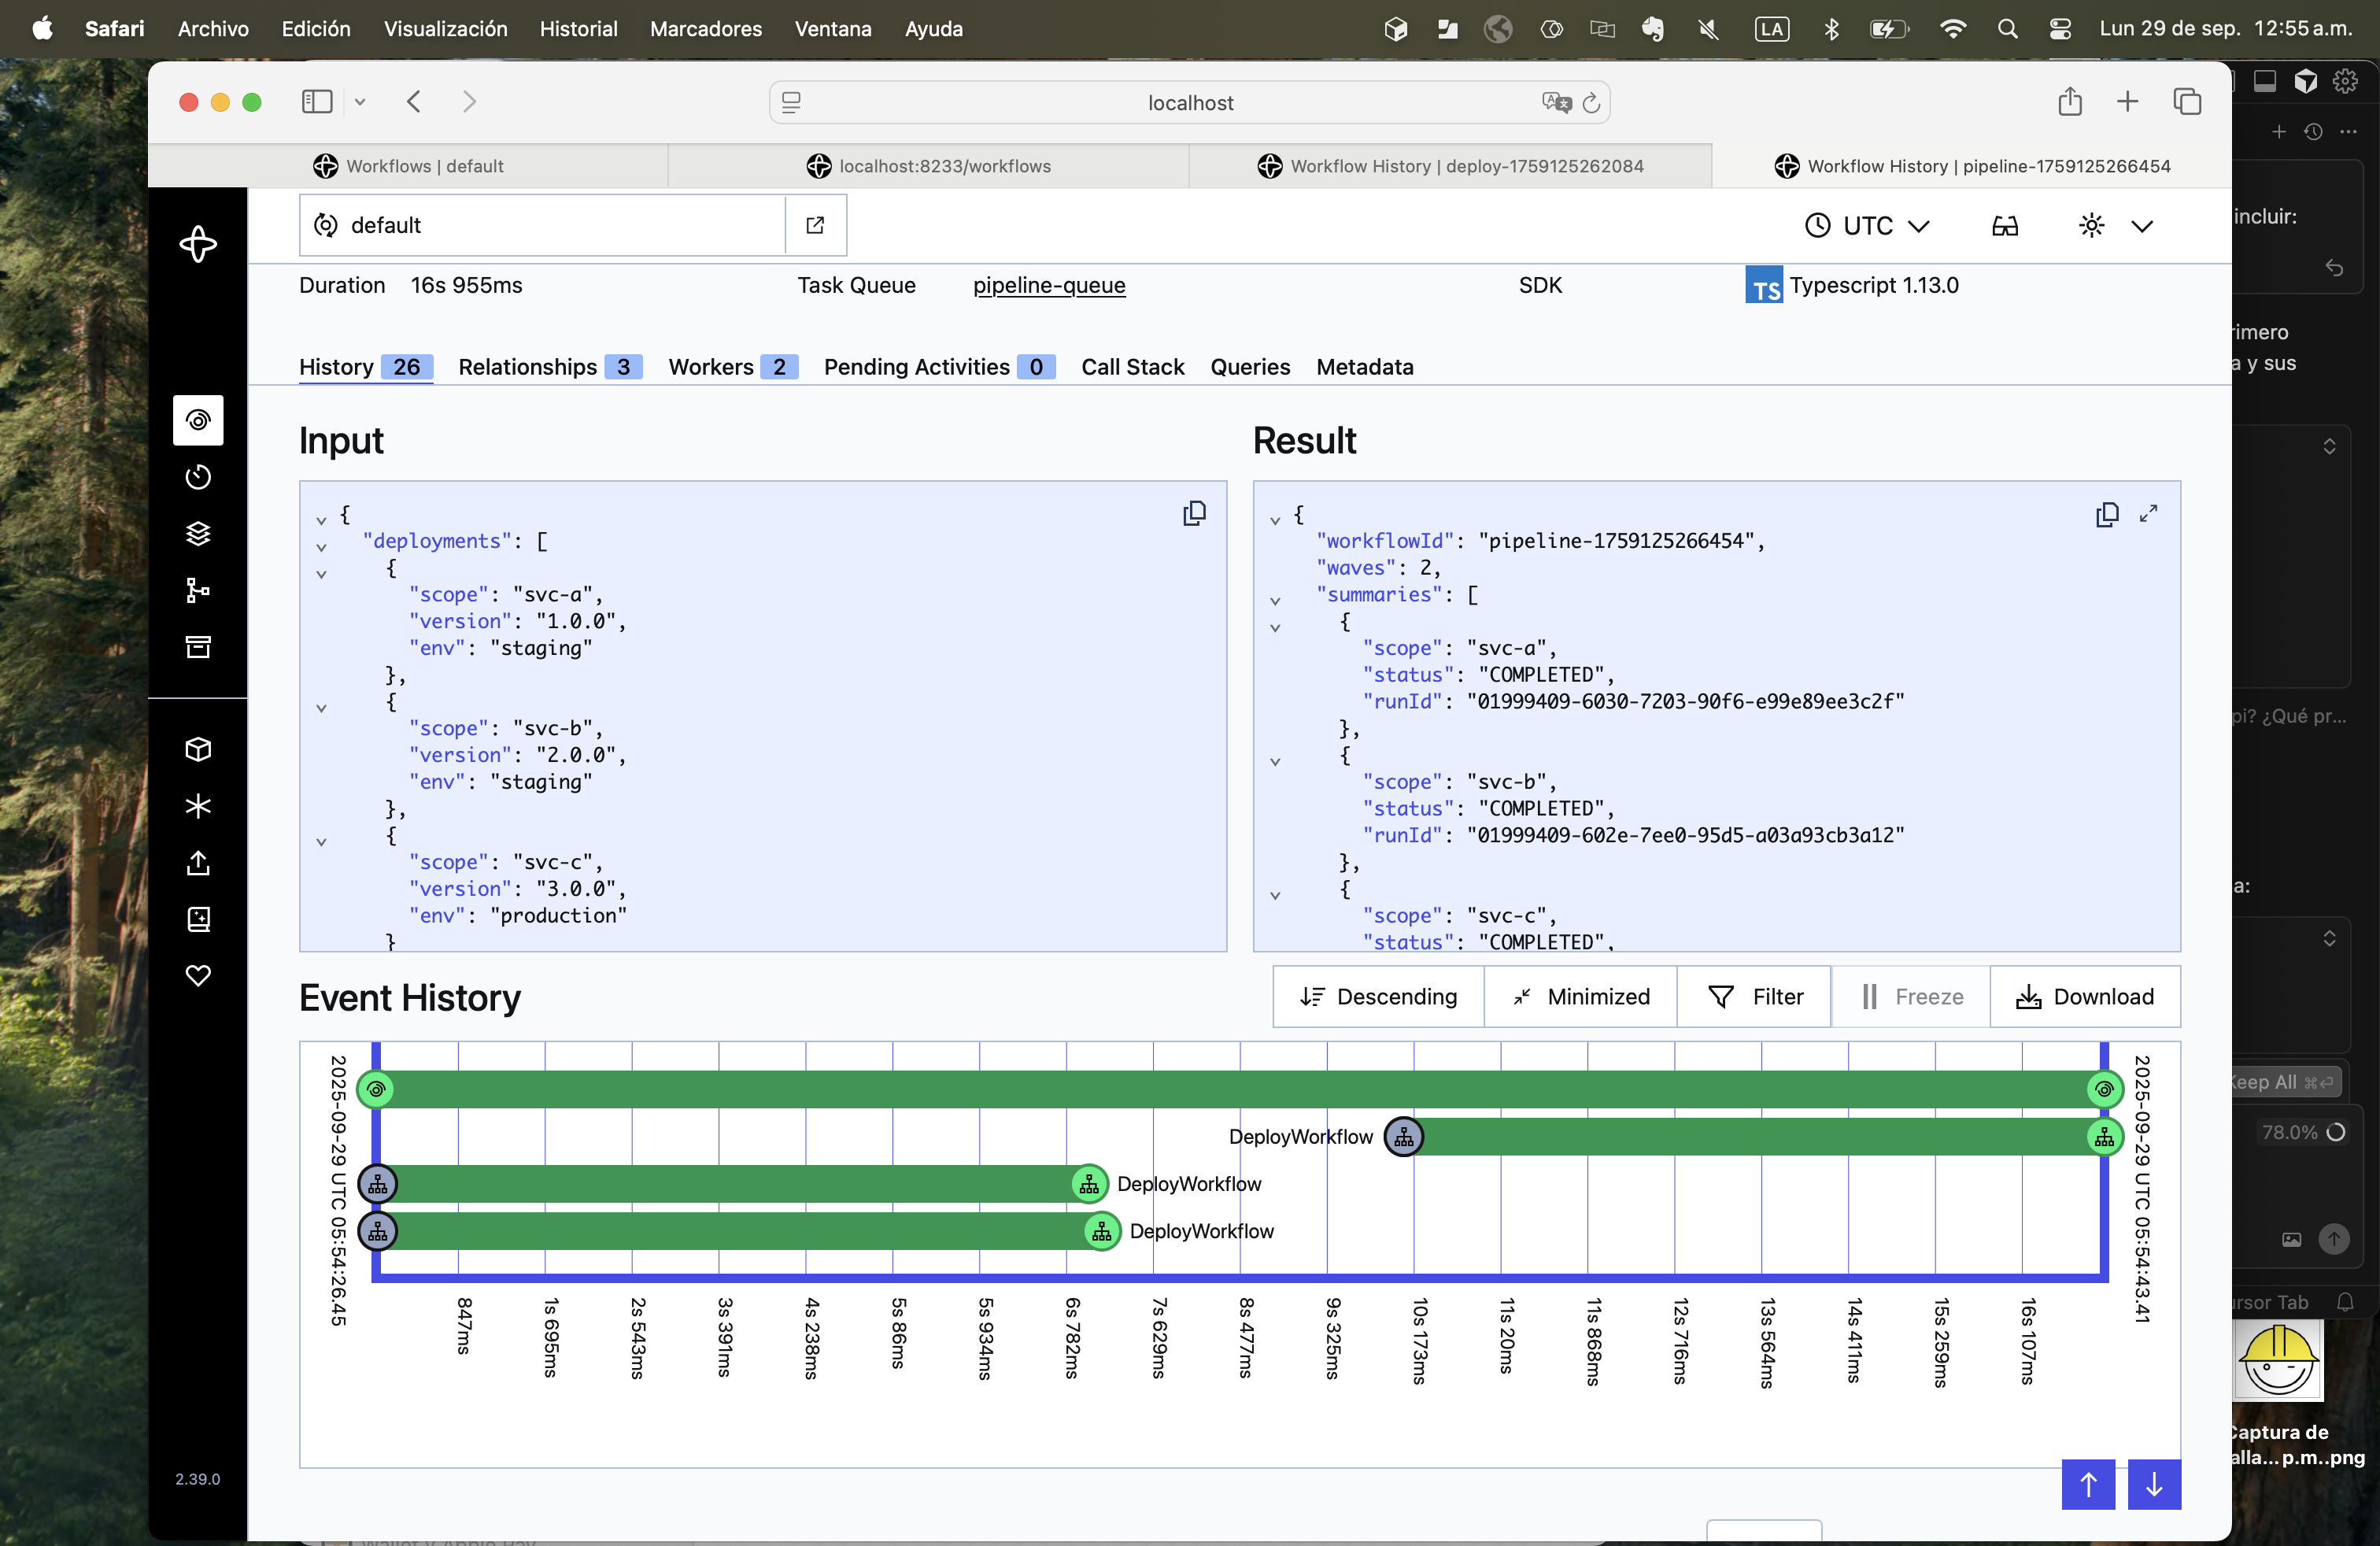 Safari Archivo Edición Visualización Historial Marcadores Ventana Ayuda LA Lun 29 de sep. 12:55 a.m.
localhost
Workflows | default localhost:8233/workflows Workflow History | deploy-1759125262084 Workflow History | pipeline-1759125266454
default UTC
Duration 16s 955ms Task Queue pipeline-queue SDK TS Typescript 1.13.0
History 26 Relationships 3 Workers 2 Pending Activities 0 Call Stack Queries Metadata
Input
{
"deployments": [
{
"scope": "svc-a",
"version": "1.0.0",
"env": "staging"
},
{
"scope": "svc-b",
"version": "2.0.0",
"env": "staging"
},
{
"scope": "svc-c",
"version": "3.0.0",
"env": "production"
}
Result
{
"workflowId": "pipeline-1759125266454",
"waves": 2,
"summaries": [
{
"scope": "svc-a",
"status": "COMPLETED",
"runId": "01999409-6030-7203-90f6-e99e89ee3c2f"
},
{
"scope": "svc-b",
"status": "COMPLETED",
"runId": "01999409-602e-7ee0-95d5-a03a93cb3a12"
},
{
"scope": "svc-c",
"status": "COMPLETED",
Event History
Descending Minimized Filter Freeze Download
2025-09-29 UTC 05:54:26.45
DeployWorkflow
DeployWorkflow
DeployWorkflow
2025-09-29 UTC 05:54:43.41
847ms
1s 695ms
2s 543ms
3s 391ms
4s 238ms
5s 86ms
5s 934ms
6s 782ms
7s 629ms
8s 477ms
9s 325ms
10s 173ms
11s 20ms
11s 868ms
12s 716ms
13s 564ms
14s 411ms
15s 259ms
16s 107ms
2.39.0
incluir:
rimero
a y sus
pi? ¿Qué pr...
a:
Keep All
78.0%
ursor Tab
Captura de
alla...p.m..png